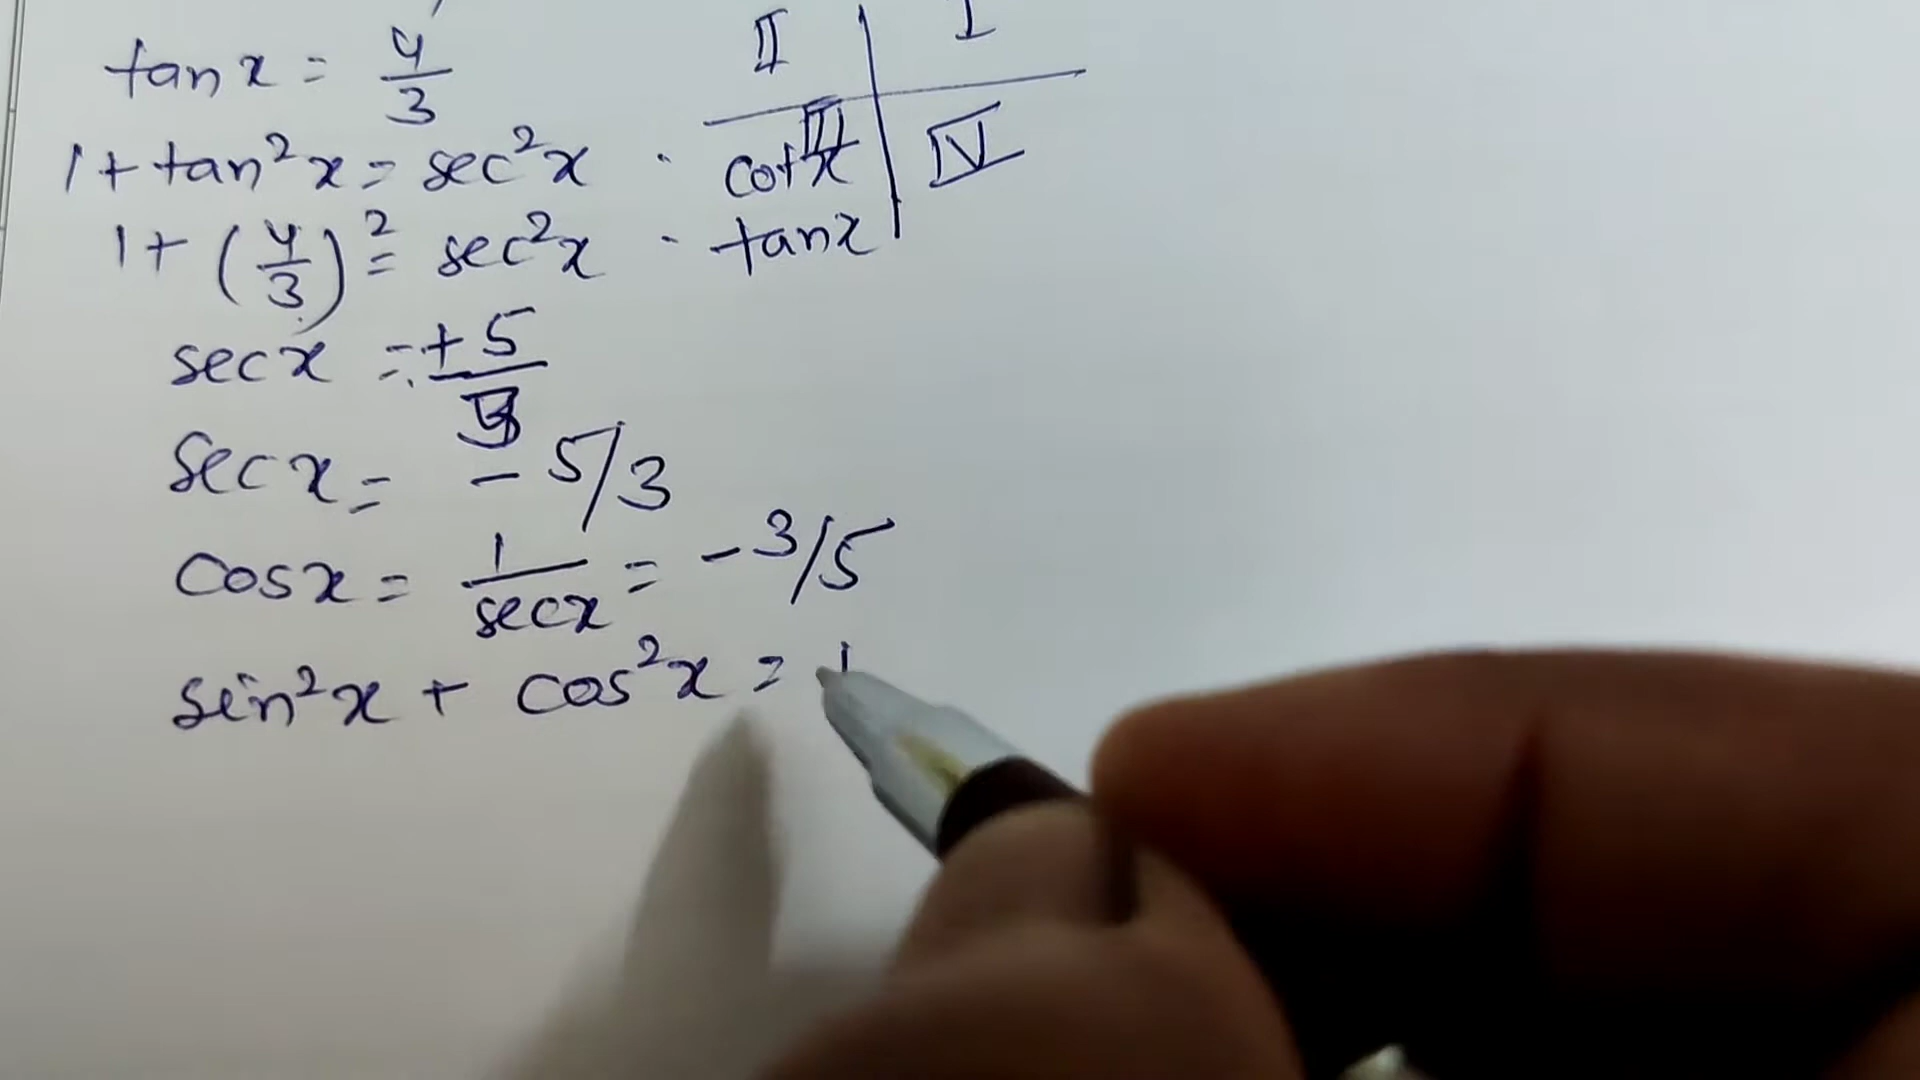 tan x = 4/3
II I
1 + tan²x = sec²x · cot x III IV
1 + (4/3)² = sec²x · tan x
sec x = ± 5/3
sec x = - 5/3
cos x = 1/sec x = - 3/5
sin²x + cos²x = 1